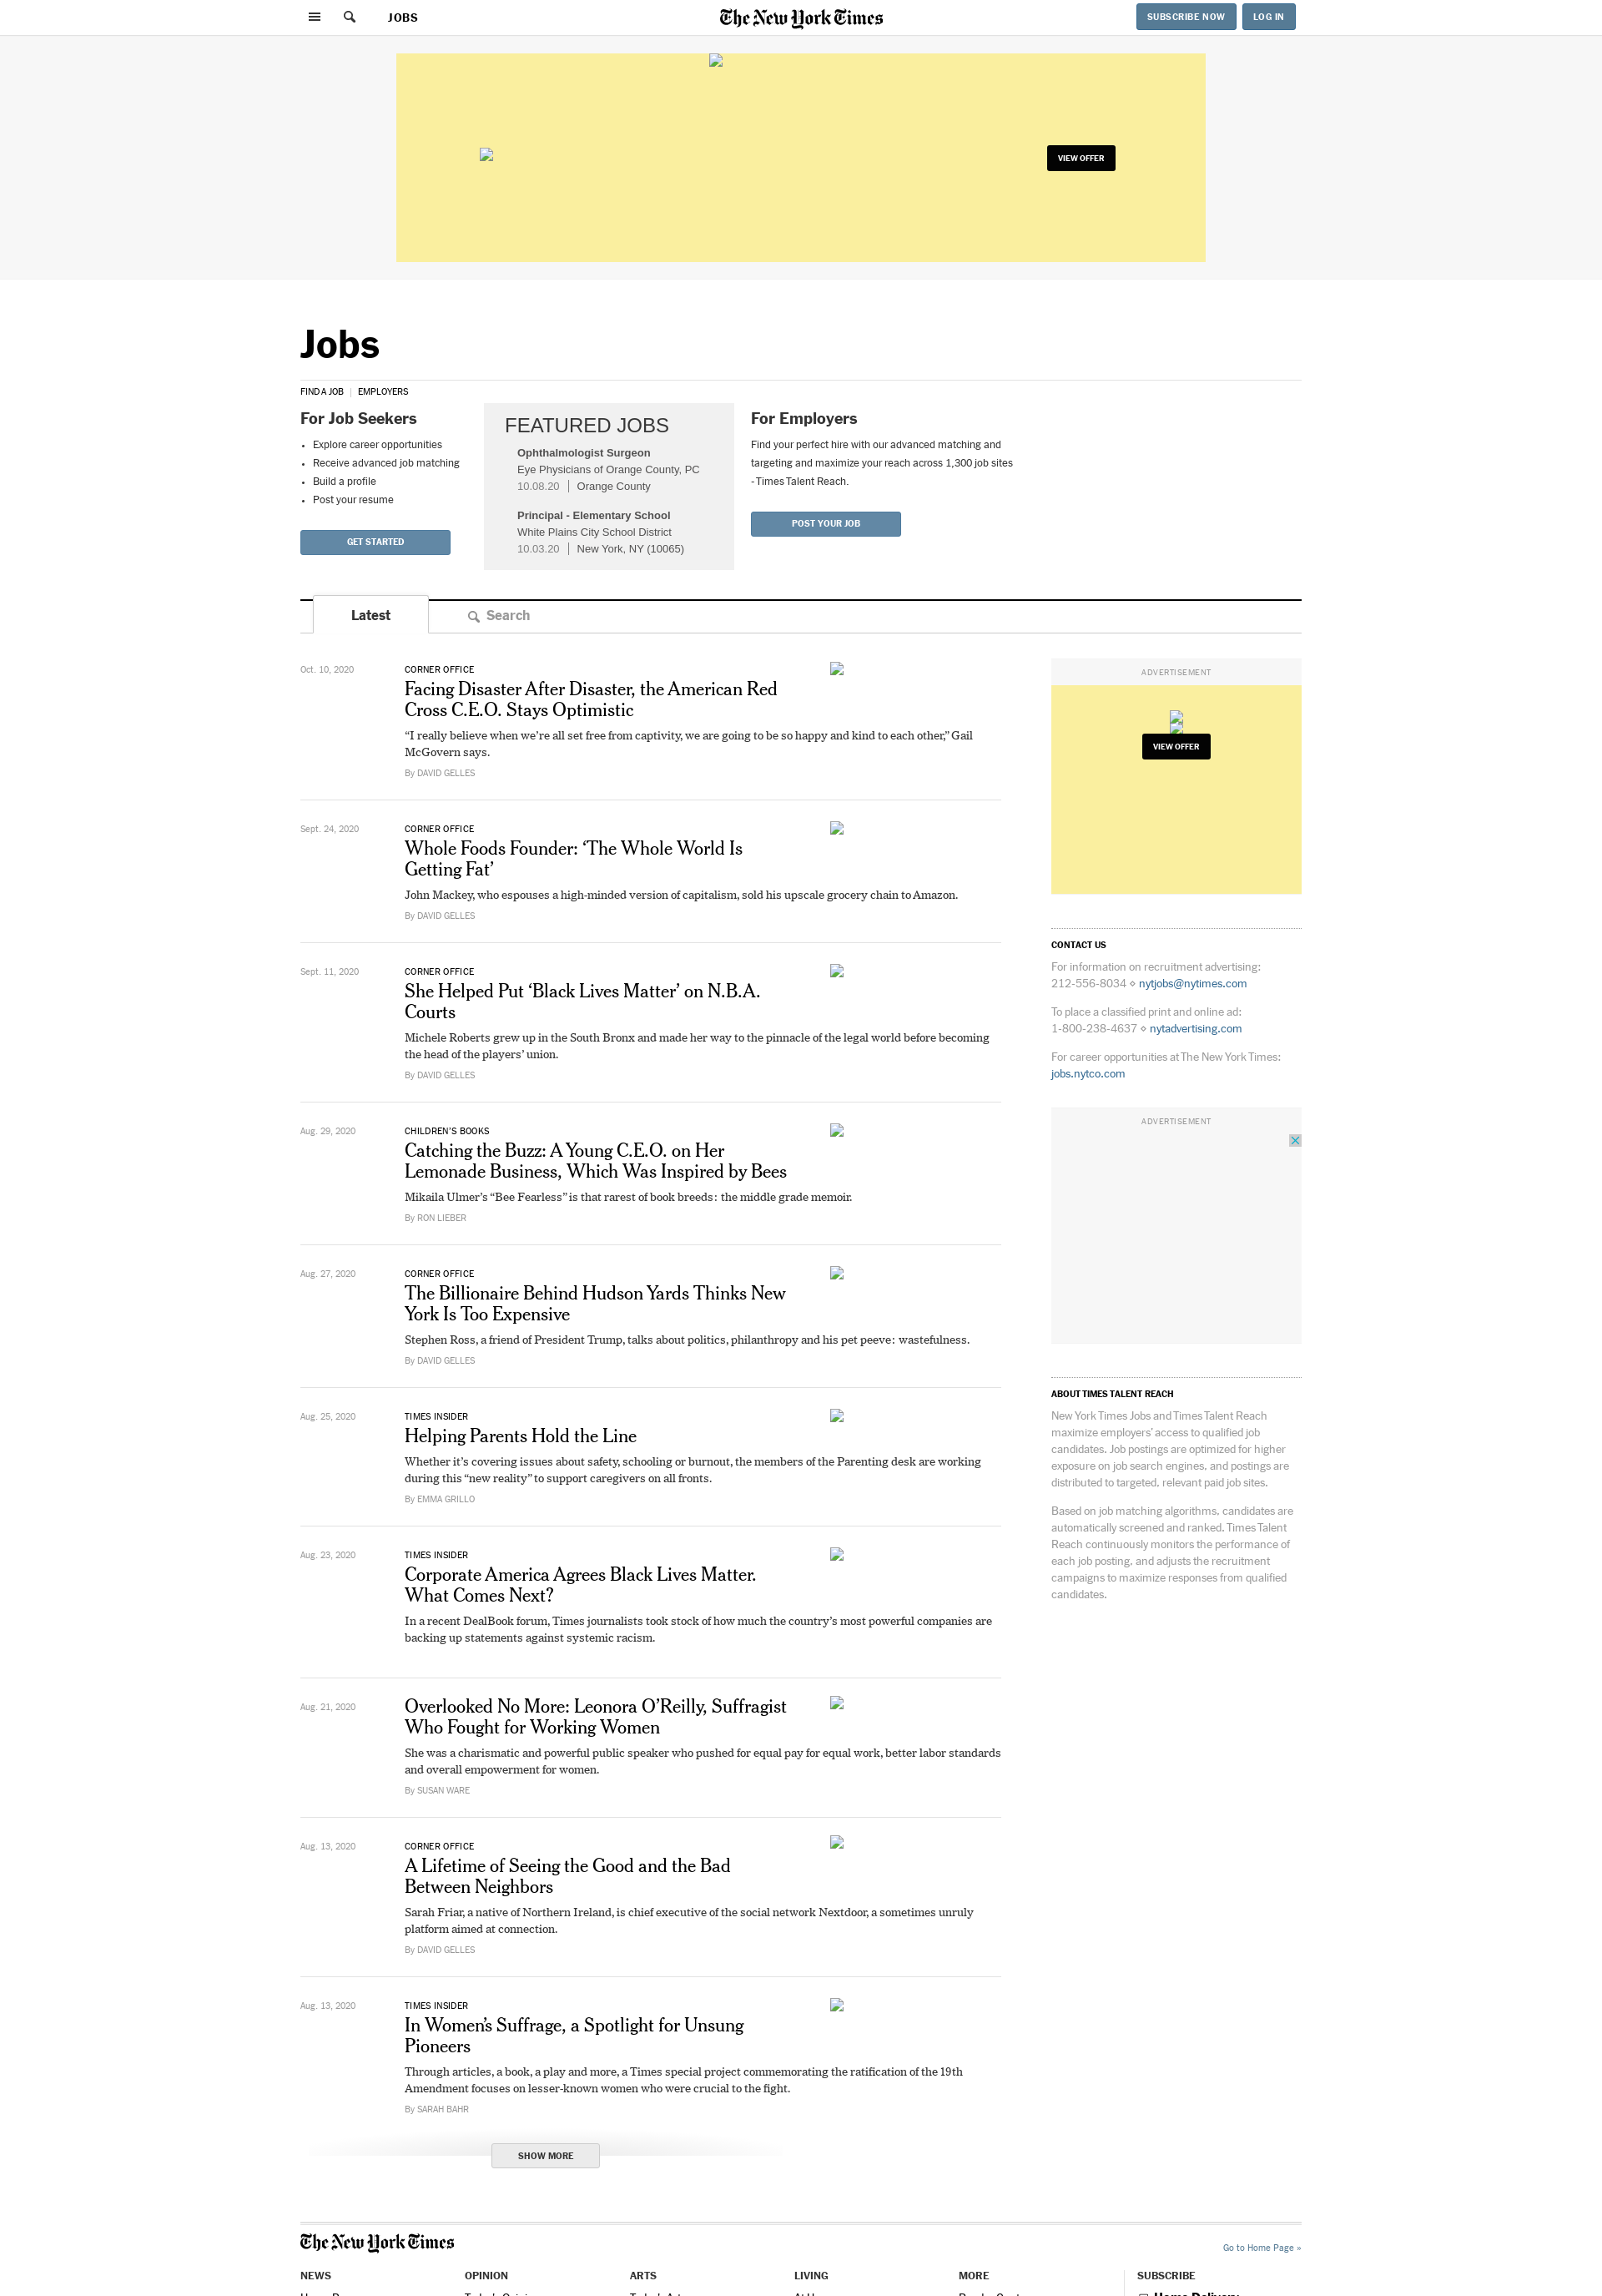 JOBS
The New York Times
SUBSCRIBE NOW
LOG IN
VIEW OFFER
Jobs
FIND A JOB | EMPLOYERS
For Job Seekers
• Explore career opportunities
• Receive advanced job matching
• Build a profile
• Post your resume
GET STARTED
FEATURED JOBS
Ophthalmologist Surgeon
Eye Physicians of Orange County, PC
10.08.20 | Orange County
Principal - Elementary School
White Plains City School District
10.03.20 | New York, NY (10065)
For Employers
Find your perfect hire with our advanced matching and
targeting and maximize your reach across 1,300 job sites
- Times Talent Reach.
POST YOUR JOB
Latest
Search
Oct. 10, 2020
CORNER OFFICE
Facing Disaster After Disaster, the American Red
Cross C.E.O. Stays Optimistic
“I really believe when we’re all set free from captivity, we are going to be so happy and kind to each other,” Gail
McGovern says.
By DAVID GELLES
Sept. 24, 2020
CORNER OFFICE
Whole Foods Founder: ‘The Whole World Is
Getting Fat’
John Mackey, who espouses a high-minded version of capitalism, sold his upscale grocery chain to Amazon.
By DAVID GELLES
Sept. 11, 2020
CORNER OFFICE
She Helped Put ‘Black Lives Matter’ on N.B.A.
Courts
Michele Roberts grew up in the South Bronx and made her way to the pinnacle of the legal world before becoming
the head of the players’ union.
By DAVID GELLES
Aug. 29, 2020
CHILDREN’S BOOKS
Catching the Buzz: A Young C.E.O. on Her
Lemonade Business, Which Was Inspired by Bees
Mikaila Ulmer’s “Bee Fearless” is that rarest of book breeds: the middle grade memoir.
By RON LIEBER
Aug. 27, 2020
CORNER OFFICE
The Billionaire Behind Hudson Yards Thinks New
York Is Too Expensive
Stephen Ross, a friend of President Trump, talks about politics, philanthropy and his pet peeve: wastefulness.
By DAVID GELLES
Aug. 25, 2020
TIMES INSIDER
Helping Parents Hold the Line
Whether it’s covering issues about safety, schooling or burnout, the members of the Parenting desk are working
during this “new reality” to support caregivers on all fronts.
By EMMA GRILLO
Aug. 23, 2020
TIMES INSIDER
Corporate America Agrees Black Lives Matter.
What Comes Next?
In a recent DealBook forum, Times journalists took stock of how much the country’s most powerful companies are
backing up statements against systemic racism.
Aug. 21, 2020
Overlooked No More: Leonora O’Reilly, Suffragist
Who Fought for Working Women
She was a charismatic and powerful public speaker who pushed for equal pay for equal work, better labor standards
and overall empowerment for women.
By SUSAN WARE
Aug. 13, 2020
CORNER OFFICE
A Lifetime of Seeing the Good and the Bad
Between Neighbors
Sarah Friar, a native of Northern Ireland, is chief executive of the social network Nextdoor, a sometimes unruly
platform aimed at connection.
By DAVID GELLES
Aug. 13, 2020
TIMES INSIDER
In Women’s Suffrage, a Spotlight for Unsung
Pioneers
Through articles, a book, a play and more, a Times special project commemorating the ratification of the 19th
Amendment focuses on lesser-known women who were crucial to the fight.
By SARAH BAHR
SHOW MORE
ADVERTISEMENT
VIEW OFFER
CONTACT US
For information on recruitment advertising:
212-556-8034 ⋄ nytjobs@nytimes.com
To place a classified print and online ad:
1-800-238-4637 ⋄ nytadvertising.com
For career opportunities at The New York Times:
jobs.nytco.com
ADVERTISEMENT
ABOUT TIMES TALENT REACH
New York Times Jobs and Times Talent Reach
maximize employers’ access to qualified job
candidates. Job postings are optimized for higher
exposure on job search engines, and postings are
distributed to targeted, relevant paid job sites.
Based on job matching algorithms, candidates are
automatically screened and ranked. Times Talent
Reach continuously monitors the performance of
each job posting, and adjusts the recruitment
campaigns to maximize responses from qualified
candidates.
The New York Times
Go to Home Page »
NEWS
OPINION
ARTS
LIVING
MORE
SUBSCRIBE
Home Delivery